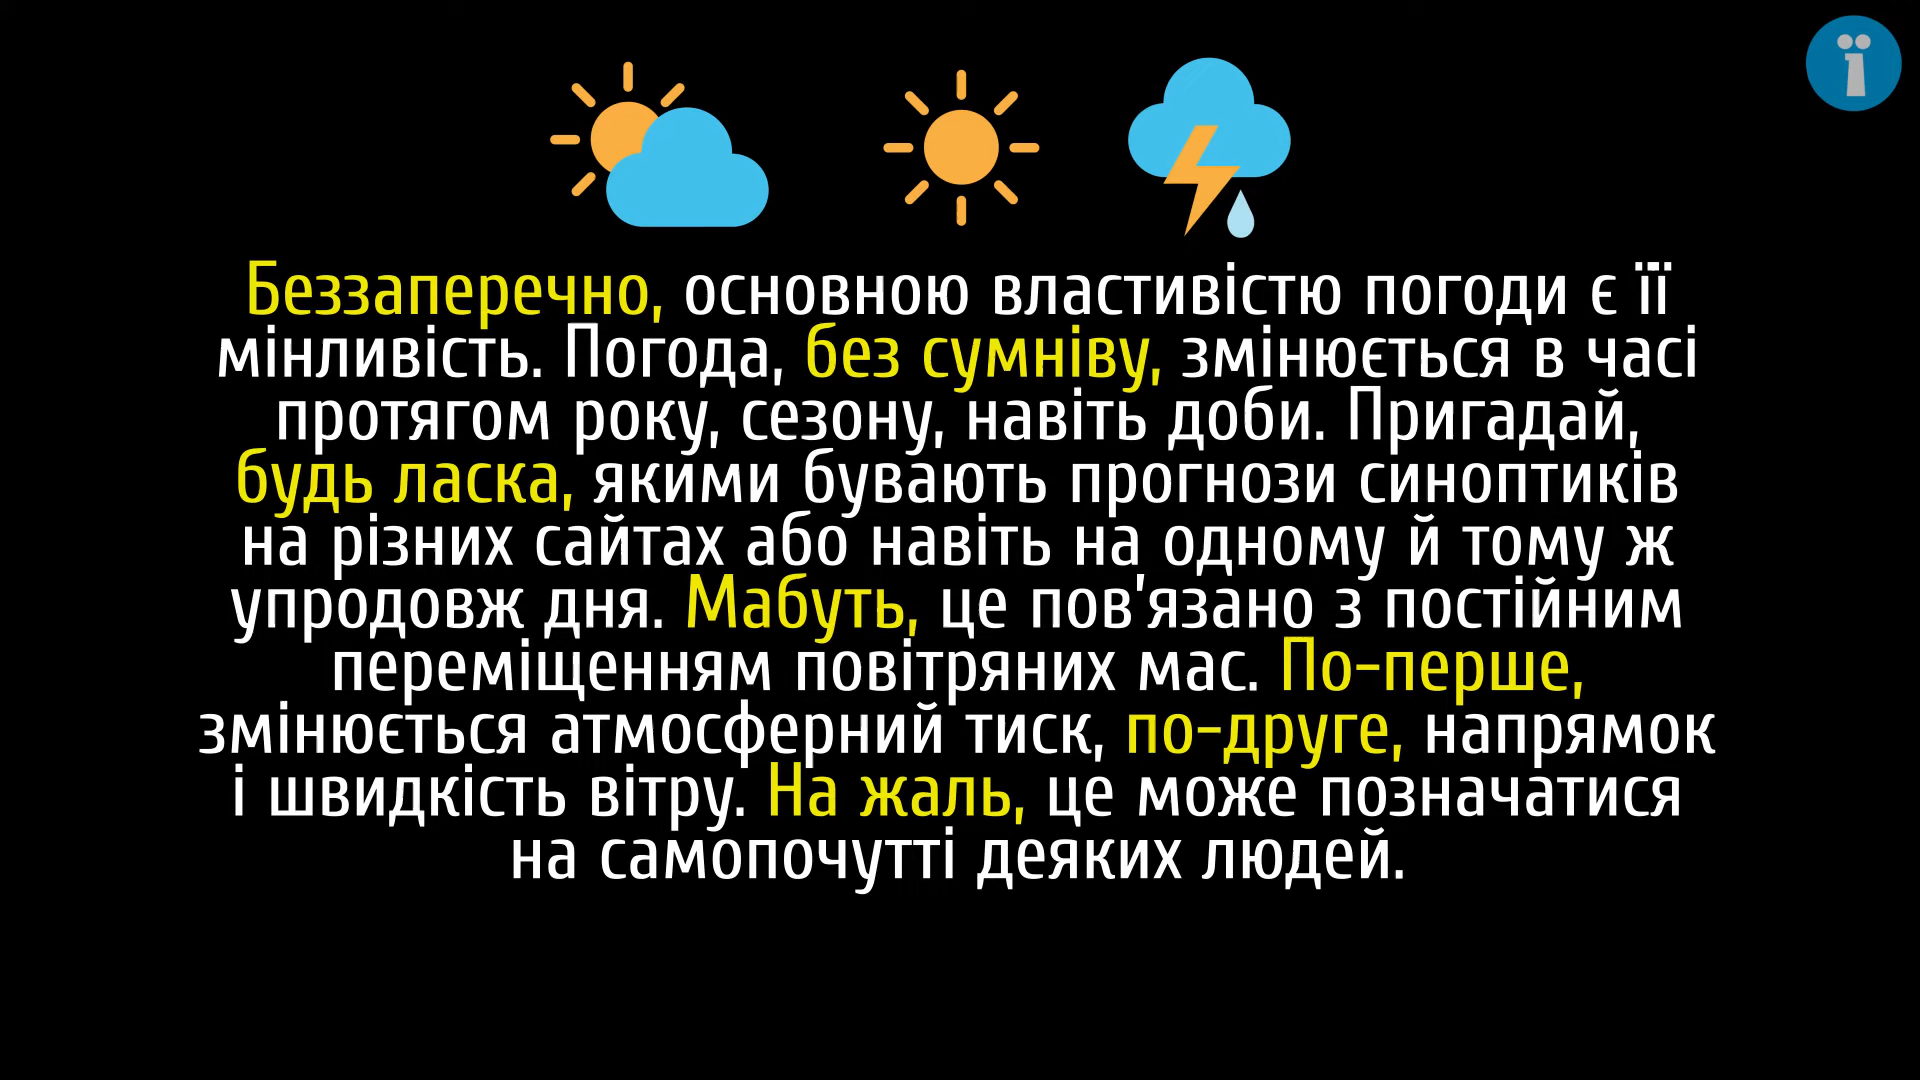 ї
Беззаперечно, основною властивістю погоди є її
мінливість. Погода, без сумніву, змінюється в часі
протягом року, сезону, навіть доби. Пригадай,
будь ласка, якими бувають прогнози синоптиків
на різних сайтах або навіть на одному й тому ж
упродовж дня. Мабуть, це пов'язано з постійним
переміщенням повітряних мас. По-перше,
змінюється атмосферний тиск, по-друге, напрямок
і швидкість вітру. На жаль, це може позначатися
на самопочутті деяких людей.